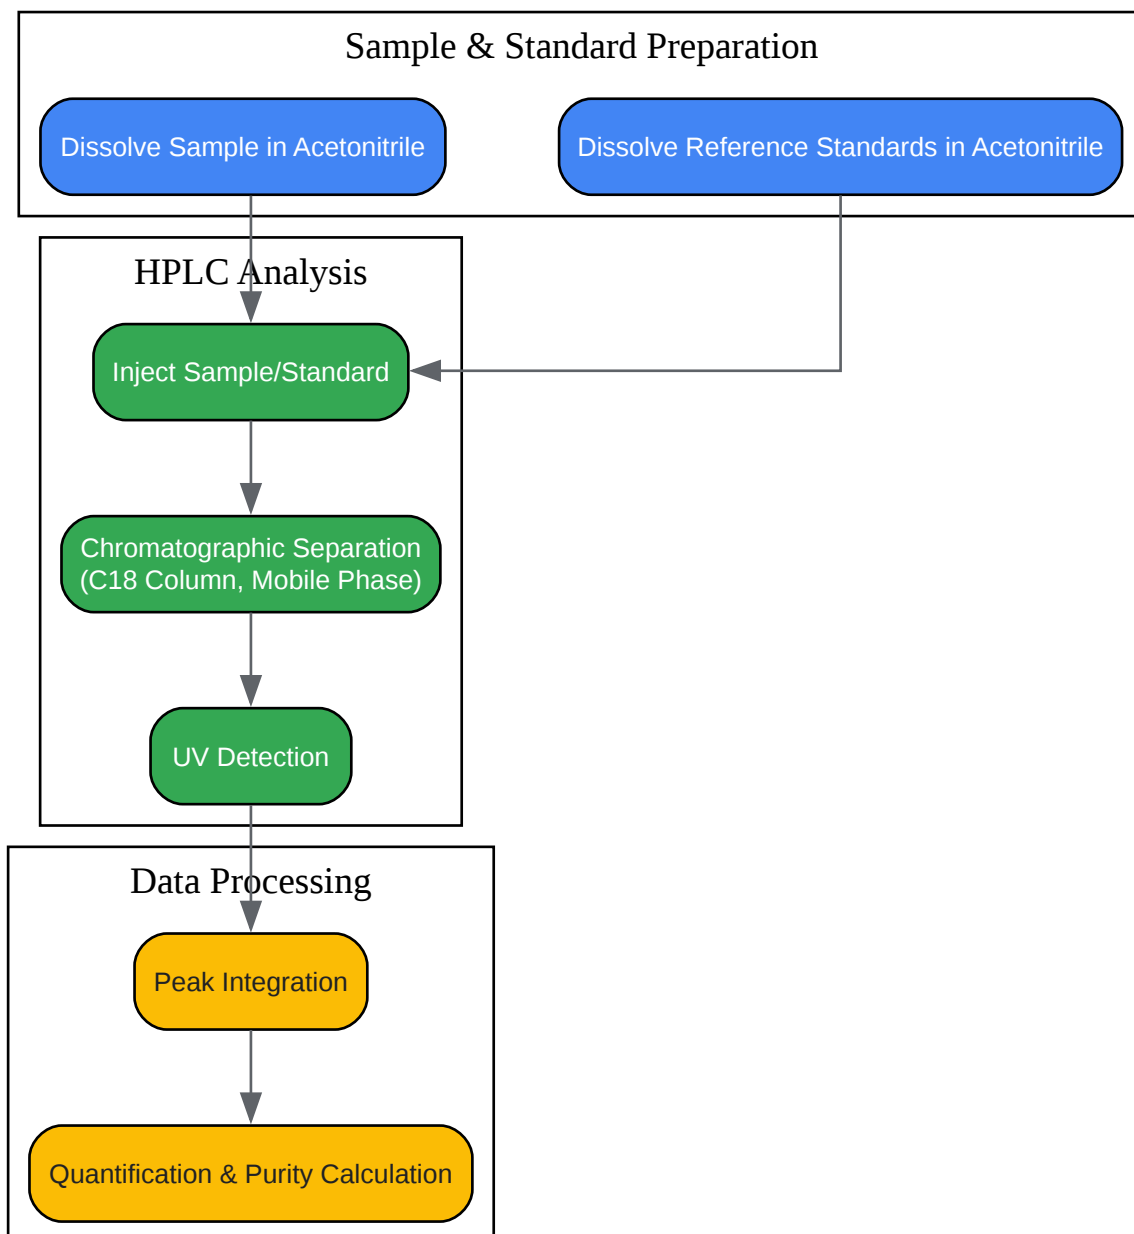 Sample & Standard Preparation
Dissolve Sample in Acetonitrile
Dissolve Reference Standards in Acetonitrile
HPLC Analysis
Inject Sample/Standard
Chromatographic Separation
(C18 Column, Mobile Phase)
UV Detection
Data Processing
Peak Integration
Quantification & Purity Calculation